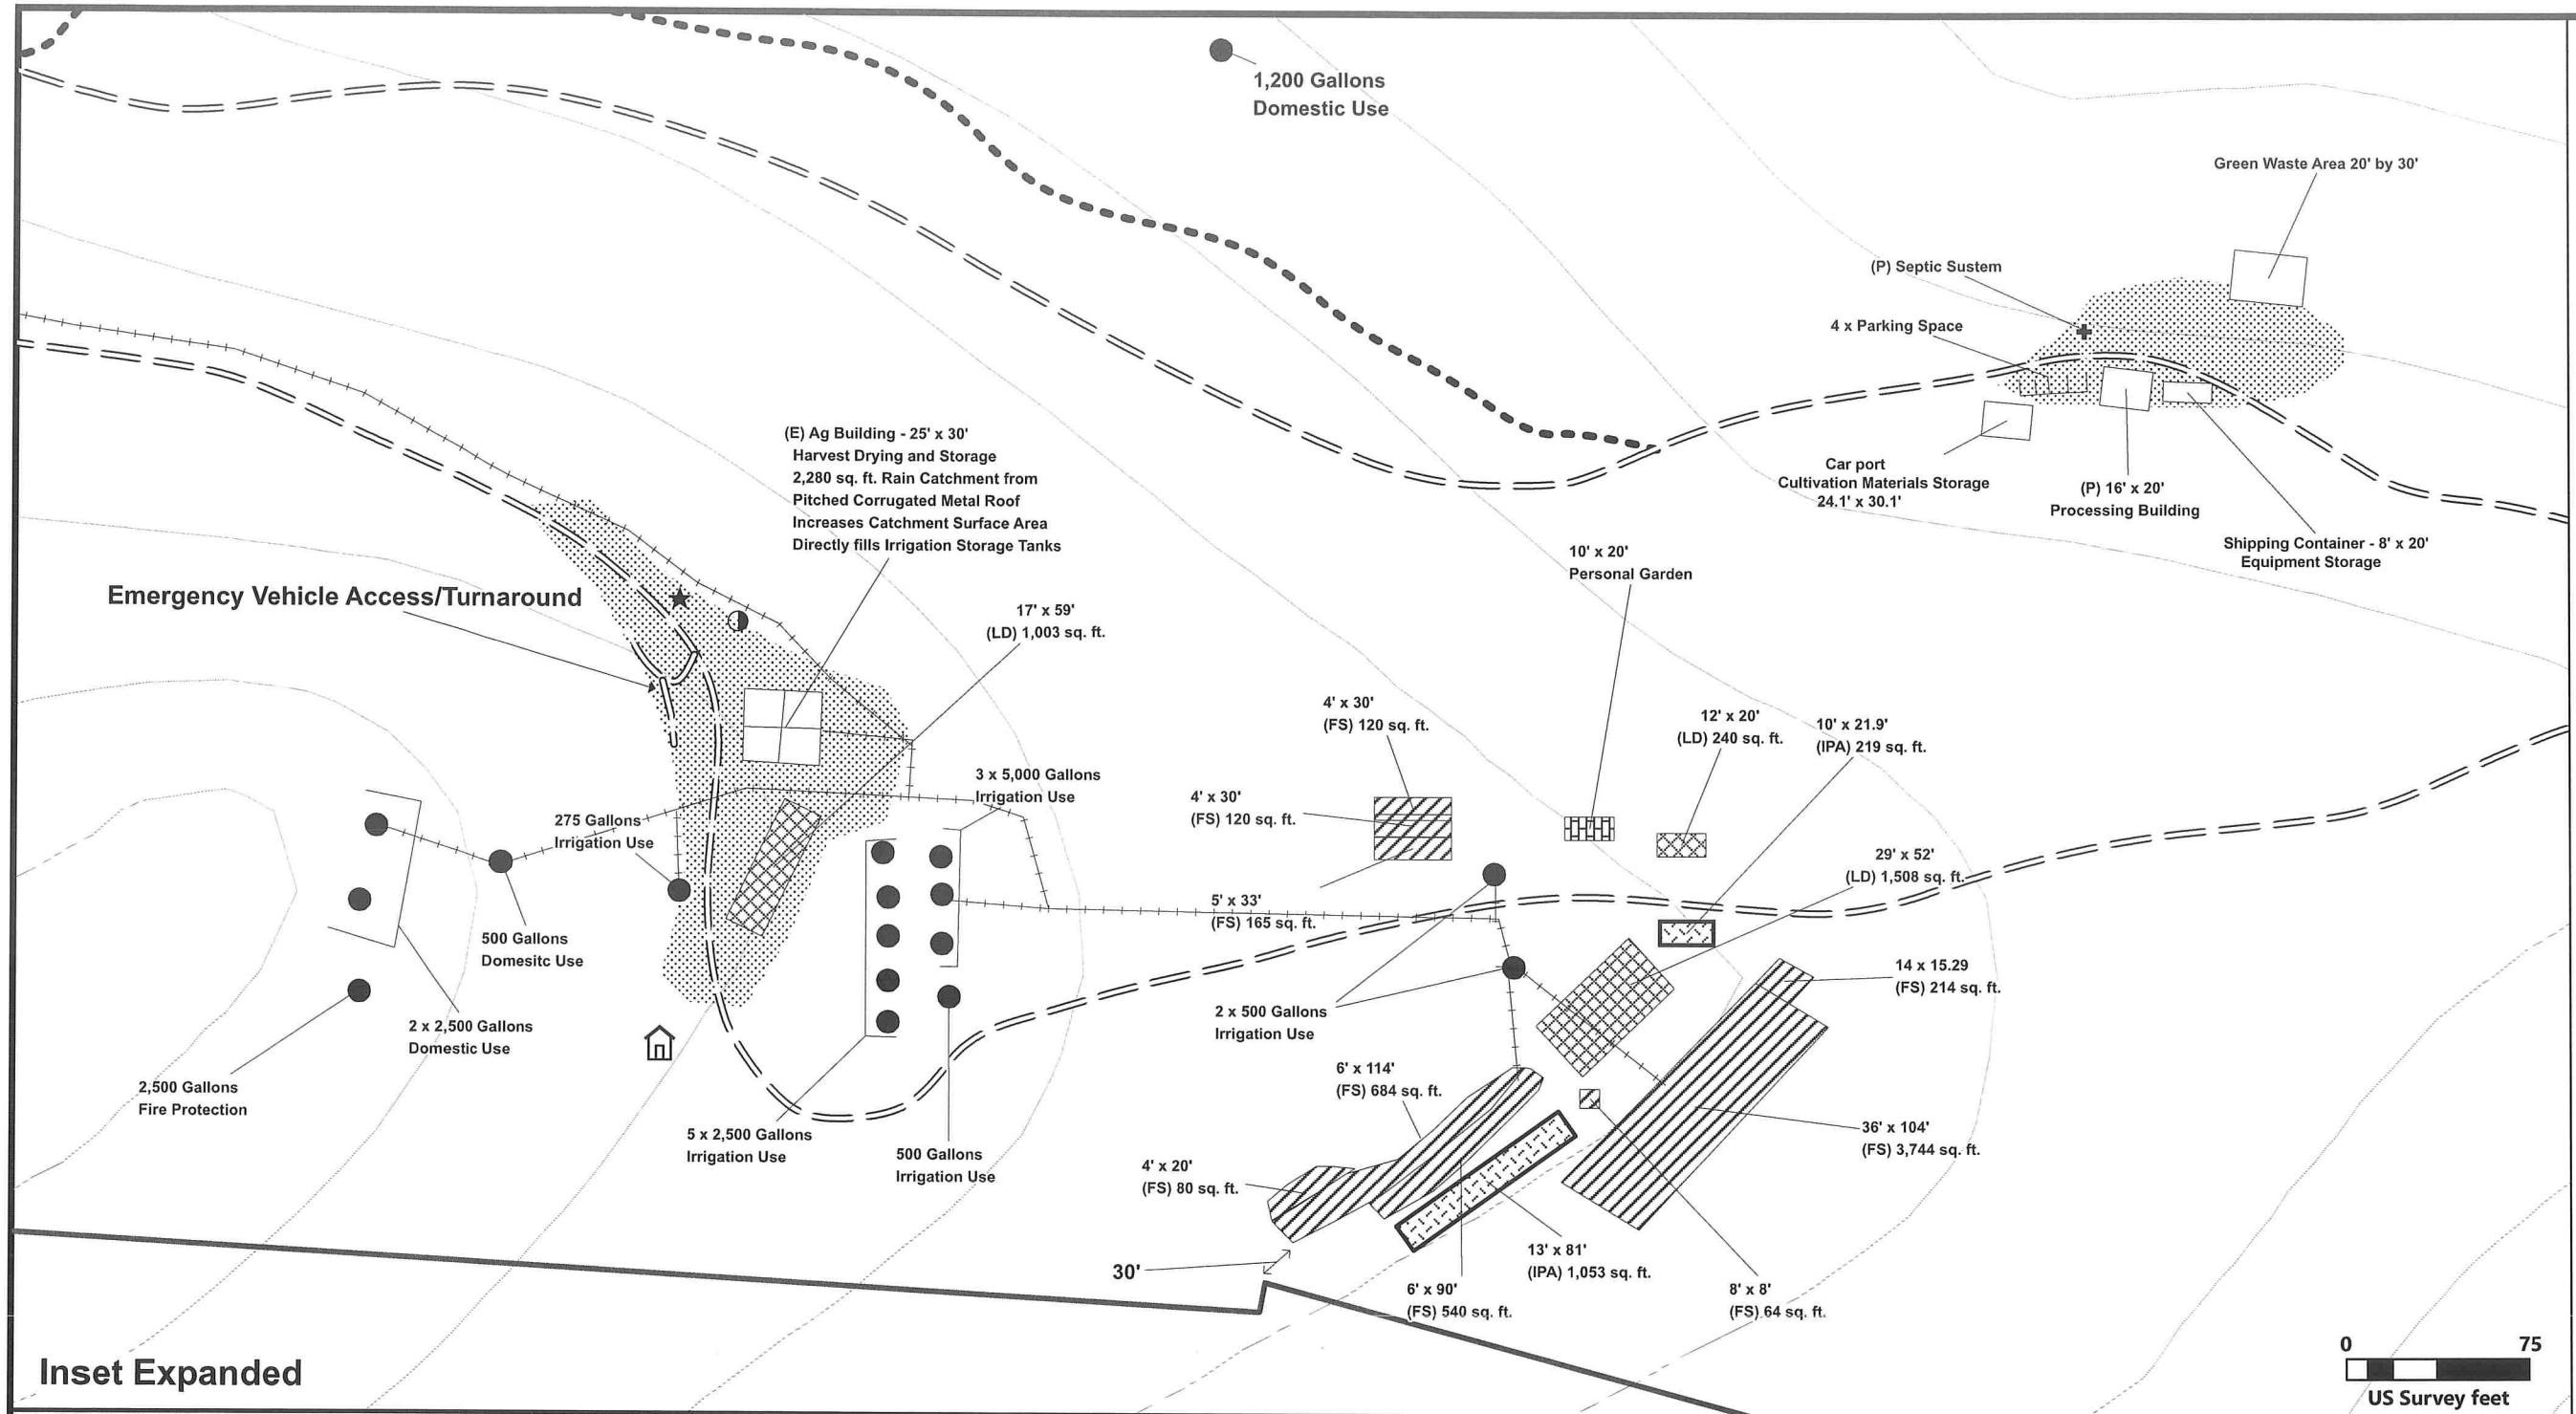 1,200 Gallons
Domestic Use
Green Waste Area 20' by 30'
(P) Septic Sustem
4 x Parking Space
Car port
Cultivation Materials Storage
24.1' x 30.1'
(P) 16' x 20'
Processing Building
Shipping Container - 8' x 20'
Equipment Storage
(E) Ag Building - 25' x 30'
Harvest Drying and Storage
2,280 sq. ft. Rain Catchment from
Pitched Corrugated Metal Roof
Increases Catchment Surface Area
Directly fills Irrigation Storage Tanks
Emergency Vehicle Access/Turnaround
17' x 59'
(LD) 1,003 sq. ft.
10' x 20'
Personal Garden
4' x 30'
(FS) 120 sq. ft.
12' x 20'
(LD) 240 sq. ft.
10' x 21.9'
(IPA) 219 sq. ft.
3 x 5,000 Gallons
Irrigation Use
4' x 30'
(FS) 120 sq. ft.
275 Gallons
Irrigation Use
29' x 52'
(LD) 1,508 sq. ft.
5' x 33'
(FS) 165 sq. ft.
500 Gallons
Domesitc Use
14 x 15.29
(FS) 214 sq. ft.
2 x 500 Gallons
Irrigation Use
2 x 2,500 Gallons
Domestic Use
6' x 114'
(FS) 684 sq. ft.
2,500 Gallons
Fire Protection
36' x 104'
(FS) 3,744 sq. ft.
5 x 2,500 Gallons
Irrigation Use
500 Gallons
Irrigation Use
4' x 20'
(FS) 80 sq. ft.
13' x 81'
(IPA) 1,053 sq. ft.
30'
6' x 90'
(FS) 540 sq. ft.
8' x 8'
(FS) 64 sq. ft.
Inset Expanded
0 75
US Survey feet